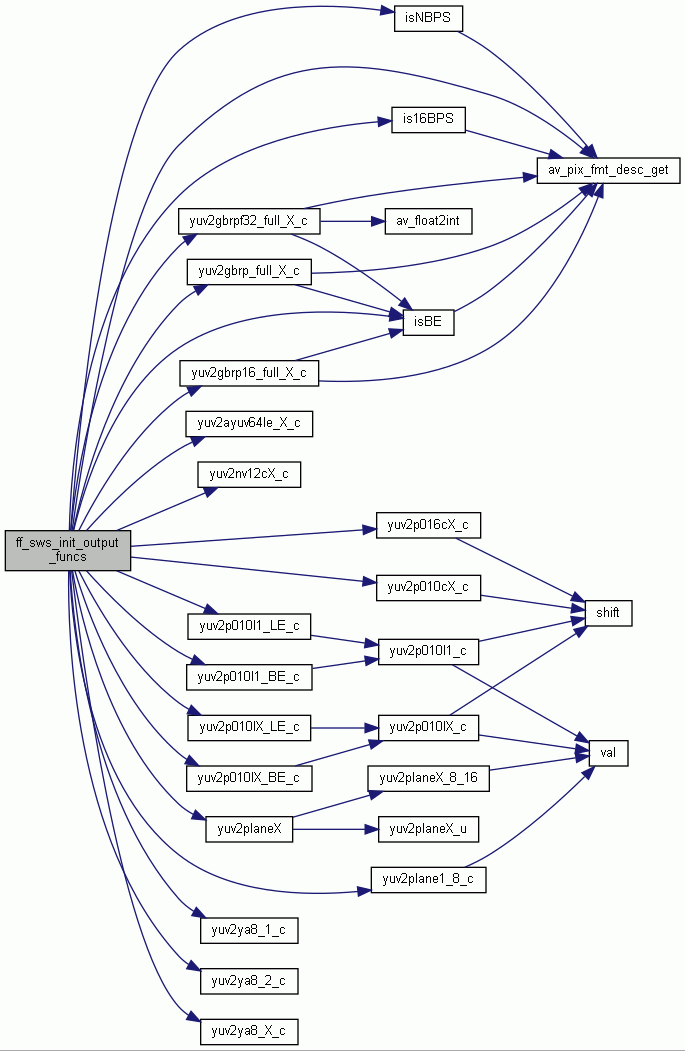 isNBPS
is16BPS
av_pix_fmt_desc_get
yuv2gbrpf32_full_X_c
av_float2int
yuv2gbrp_full_X_c
isBE
yuv2gbrp16_full_X_c
yuv2ayuv64le_X_c
yuv2nv12cX_c
ff_sws_init_output
_funcs
yuv2p016cX_c
yuv2p010cX_c
shift
yuv2p010l1_LE_c
yuv2p010l1_c
yuv2p010l1_BE_c
yuv2p010lX_LE_c
yuv2p010lX_c
val
yuv2p010lX_BE_c
yuv2planeX_8_16
yuv2planeX
yuv2planeX_u
yuv2plane1_8_c
yuv2ya8_1_c
yuv2ya8_2_c
yuv2ya8_X_c